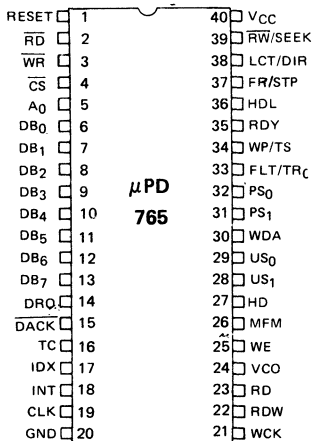 RESET 1 40 VCC
RD 2 39 RW/SEEK
WR 3 38 LCT/DIR
CS 4 37 FR/STP
A0 5 36 HDL
DB0 6 35 RDY
DB1 7 34 WP/TS
DB2 8 33 FLT/TR0
DB3 9 µPD 32 PS0
DB4 10 765 31 PS1
DB5 11 30 WDA
DB6 12 29 US0
DB7 13 28 US1
DRQ 14 27 HD
DACK 15 26 MFM
TC 16 25 WE
IDX 17 24 VCO
INT 18 23 RD
CLK 19 22 RDW
GND 20 21 WCK